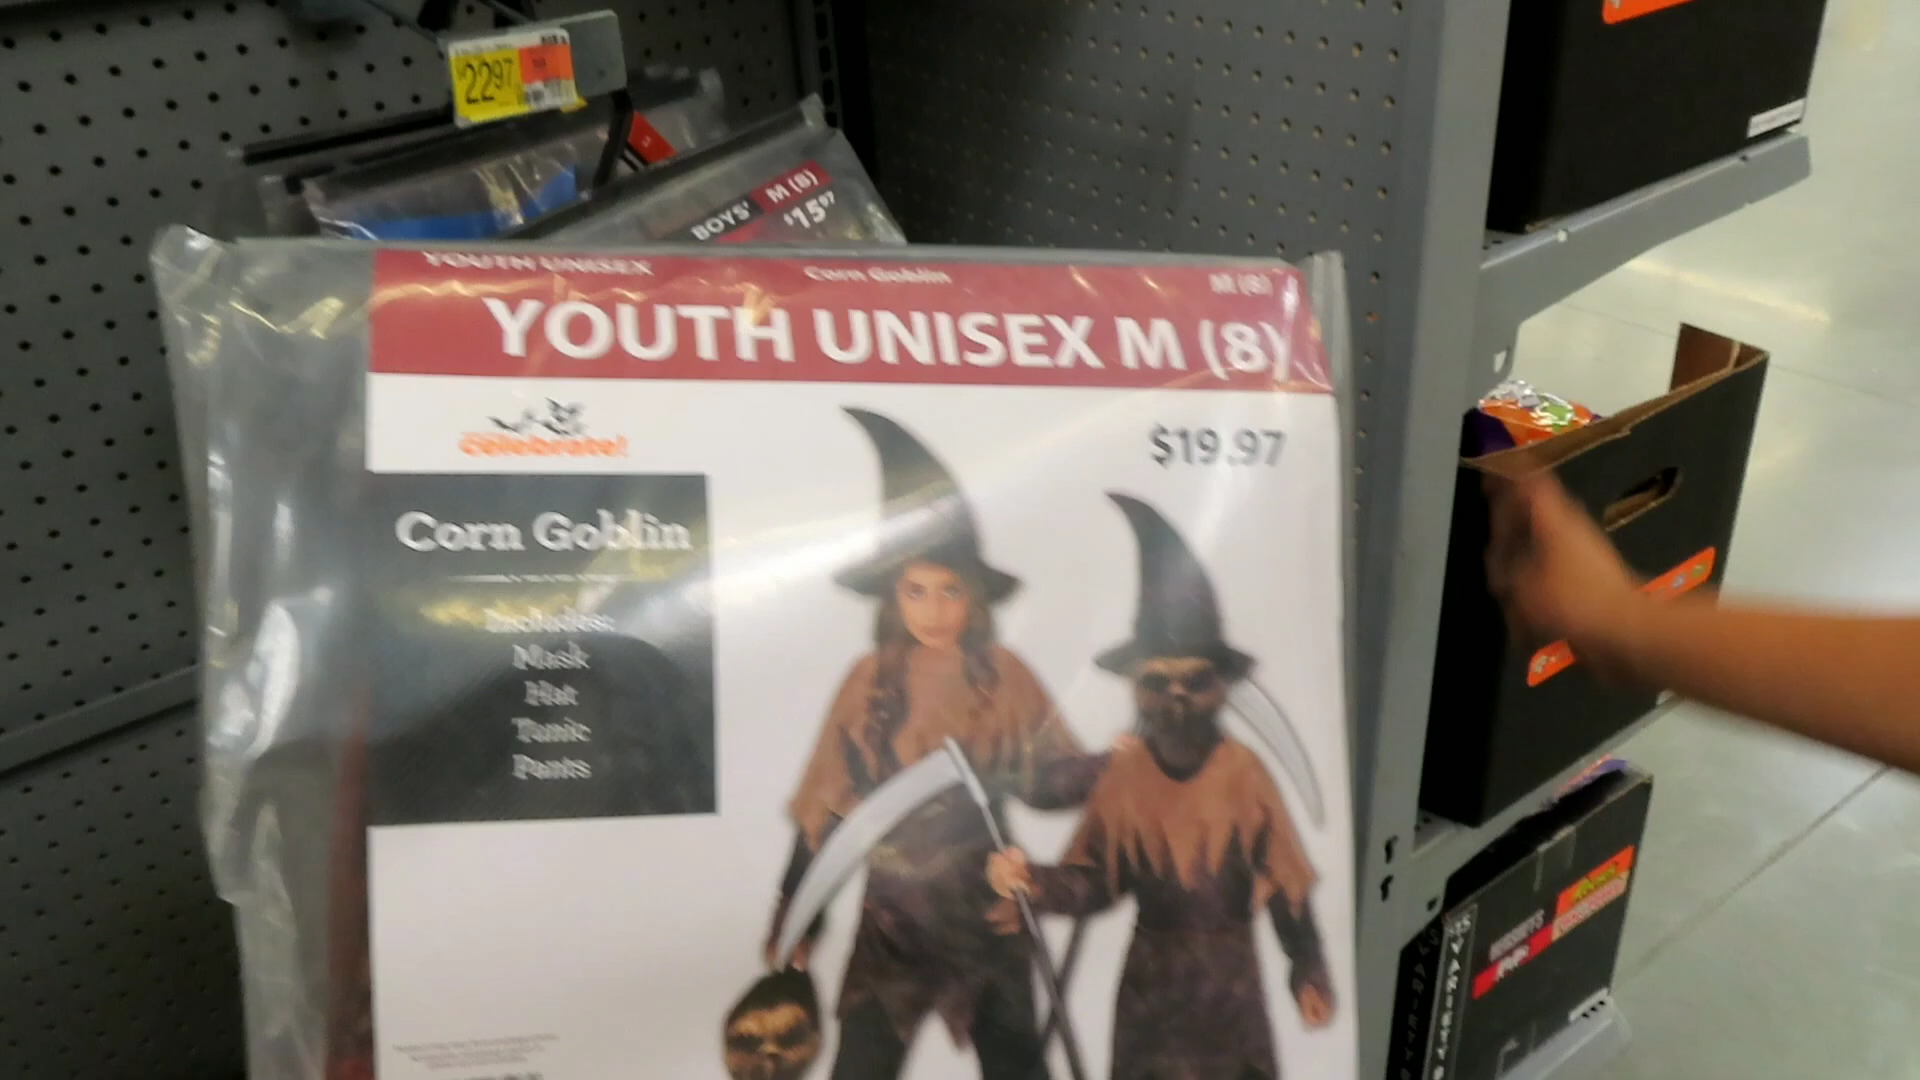 $22.97
BOYS' M (8)
$15.97
YOUTH UNISEX Corn Goblin M (8)
YOUTH UNISEX M (8)
Celebrate!
$19.97
Corn Goblin
Includes:
Mask
Hat
Tunic
Pants
HERSHEY'S